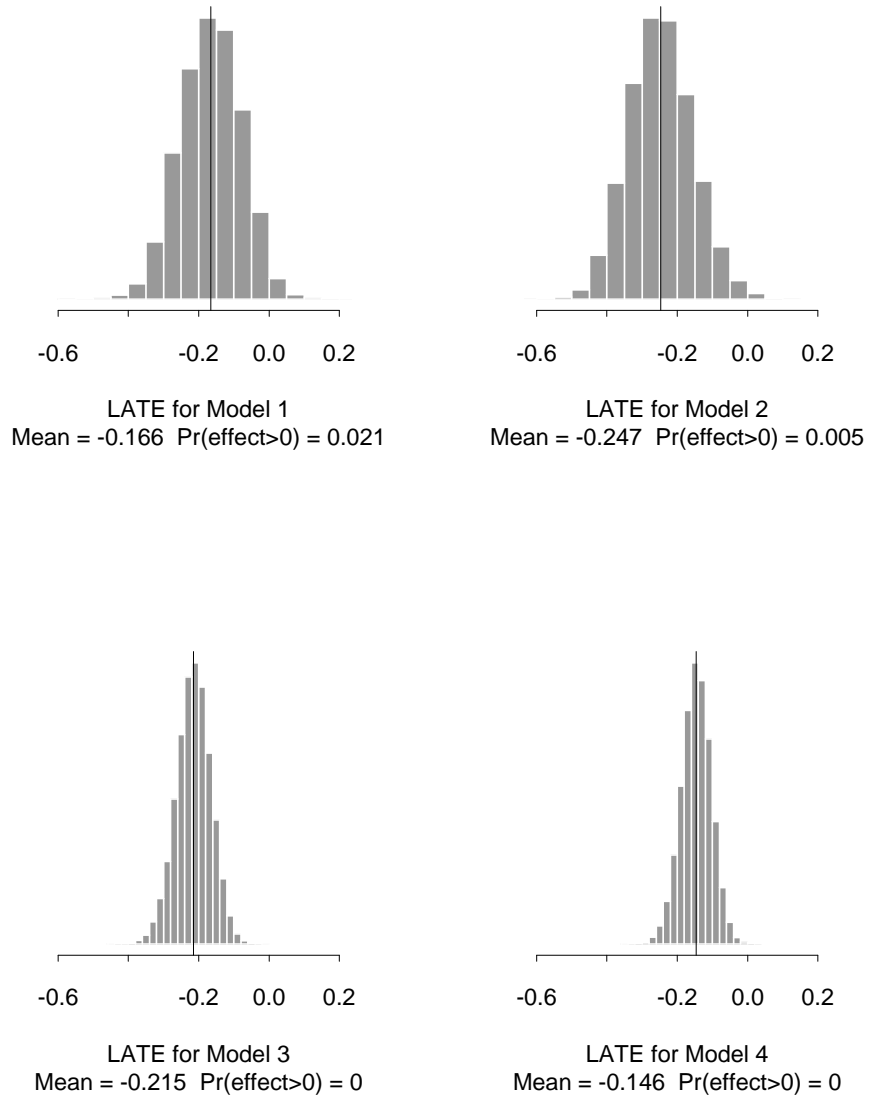 -0.6 -0.2 0.0 0.2
LATE for Model 1
Mean = -0.166 Pr(effect>0) = 0.021
-0.6 -0.2 0.0 0.2
LATE for Model 2
Mean = -0.247 Pr(effect>0) = 0.005
-0.6 -0.2 0.0 0.2
LATE for Model 3
Mean = -0.215 Pr(effect>0) = 0
-0.6 -0.2 0.0 0.2
LATE for Model 4
Mean = -0.146 Pr(effect>0) = 0